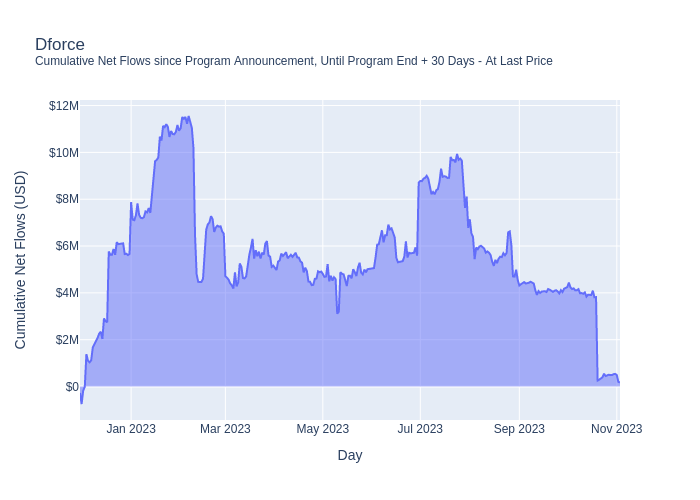 Dforce
Cumulative Net Flows since Program Announcement, Until Program End + 30 Days - At Last Price
$12M
$10M
$8M
$6M
$4M
$2M
$0
Cumulative Net Flows (USD)
Jan 2023
Mar 2023
May 2023
Jul 2023
Sep 2023
Nov 2023
Day